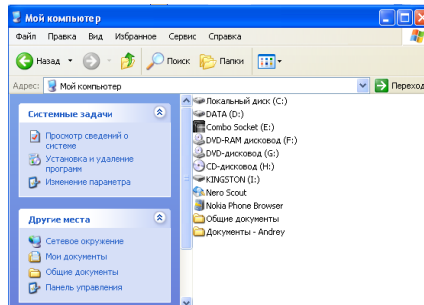 Мой компьютер
Файл Правка Вид Избранное Сервис Справка
Назад Поиск Папки
Адрес: Мой компьютер Переход
Системные задачи
Просмотр сведений о
системе
Установка и удаление
программ
Изменение параметра
Другие места
Сетевое окружение
Мои документы
Общие документы
Панель управления
Локальный диск (C:)
DATA (D:)
Combo Socket (E:)
DVD-RAM дисковод (F:)
DVD-дисковод (G:)
CD-дисковод (H:)
KINGSTON (I:)
Nero Scout
Nokia Phone Browser
Общие документы
Документы - Andrey